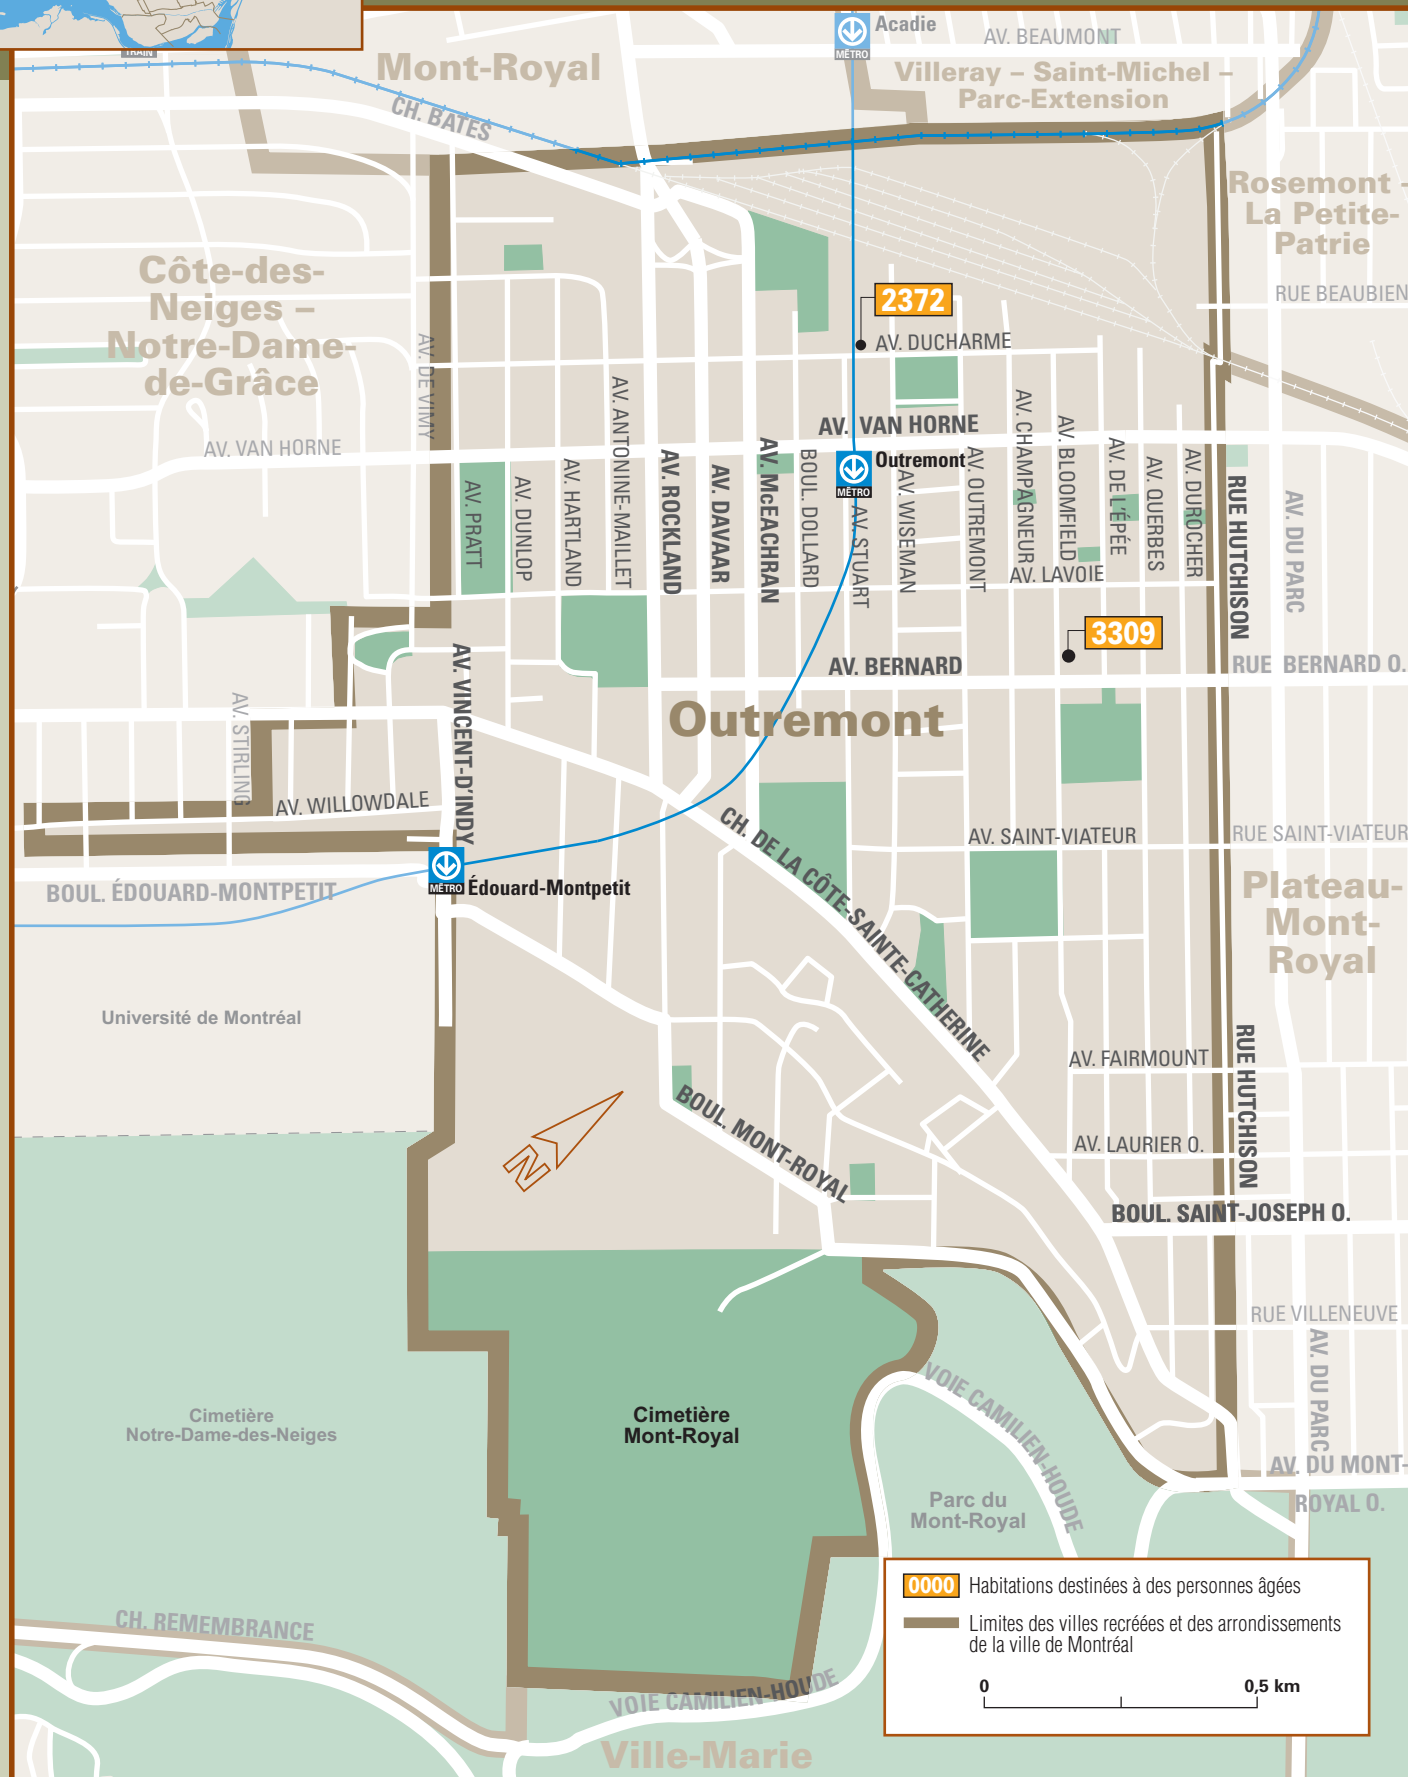 TRAIN
Acadie
MÉTRO
AV. BEAUMONT
Mont-Royal
Villeray – Saint-Michel –
Parc-Extension
CH. BATES
Rosemont -
La Petite-
Patrie
Côte-des-
Neiges –
Notre-Dame-
de-Grâce
RUE BEAUBIEN
2372
AV. DUCHARME
AV. DE VIMY
AV. VAN HORNE
AV. VAN HORNE
Outremont
MÉTRO
AV. PRATT
AV. DUNLOP
AV. HARTLAND
AV. ANTONINE-MAILLET
AV. ROCKLAND
AV. DAVAAR
AV. McEACHRAN
BOUL. DOLLARD
AV. STUART
AV. WISEMAN
AV. OUTREMONT
AV. CHAMPAGNEUR
AV. BLOOMFIELD
AV. DE L'ÉPÉE
AV. QUERBES
AV. DUROCHER
RUE HUTCHISON
AV. DU PARC
AV. LAVOIE
3309
AV. BERNARD
RUE BERNARD O.
Outremont
AV. STIRLING
AV. VINCENT-D'INDY
AV. WILLOWDALE
CH. DE LA CÔTE-SAINTE-CATHERINE
AV. SAINT-VIATEUR
RUE SAINT-VIATEUR
MÉTRO
Édouard-Montpetit
BOUL. ÉDOUARD-MONTPETIT
Plateau-
Mont-
Royal
Université de Montréal
RUE HUTCHISON
AV. FAIRMOUNT
BOUL. MONT-ROYAL
AV. LAURIER O.
N
BOUL. SAINT-JOSEPH O.
RUE VILLENEUVE
AV. DU PARC
VOIE CAMILIEN-HOUDE
Cimetière
Notre-Dame-des-Neiges
Cimetière
Mont-Royal
AV. DU MONT-
ROYAL O.
Parc du
Mont-Royal
CH. REMEMBRANCE
VOIE CAMILIEN-HOUDE
Ville-Marie
0000 Habitations destinées à des personnes âgées
Limites des villes recréées et des arrondissements
de la ville de Montréal
0 0,5 km